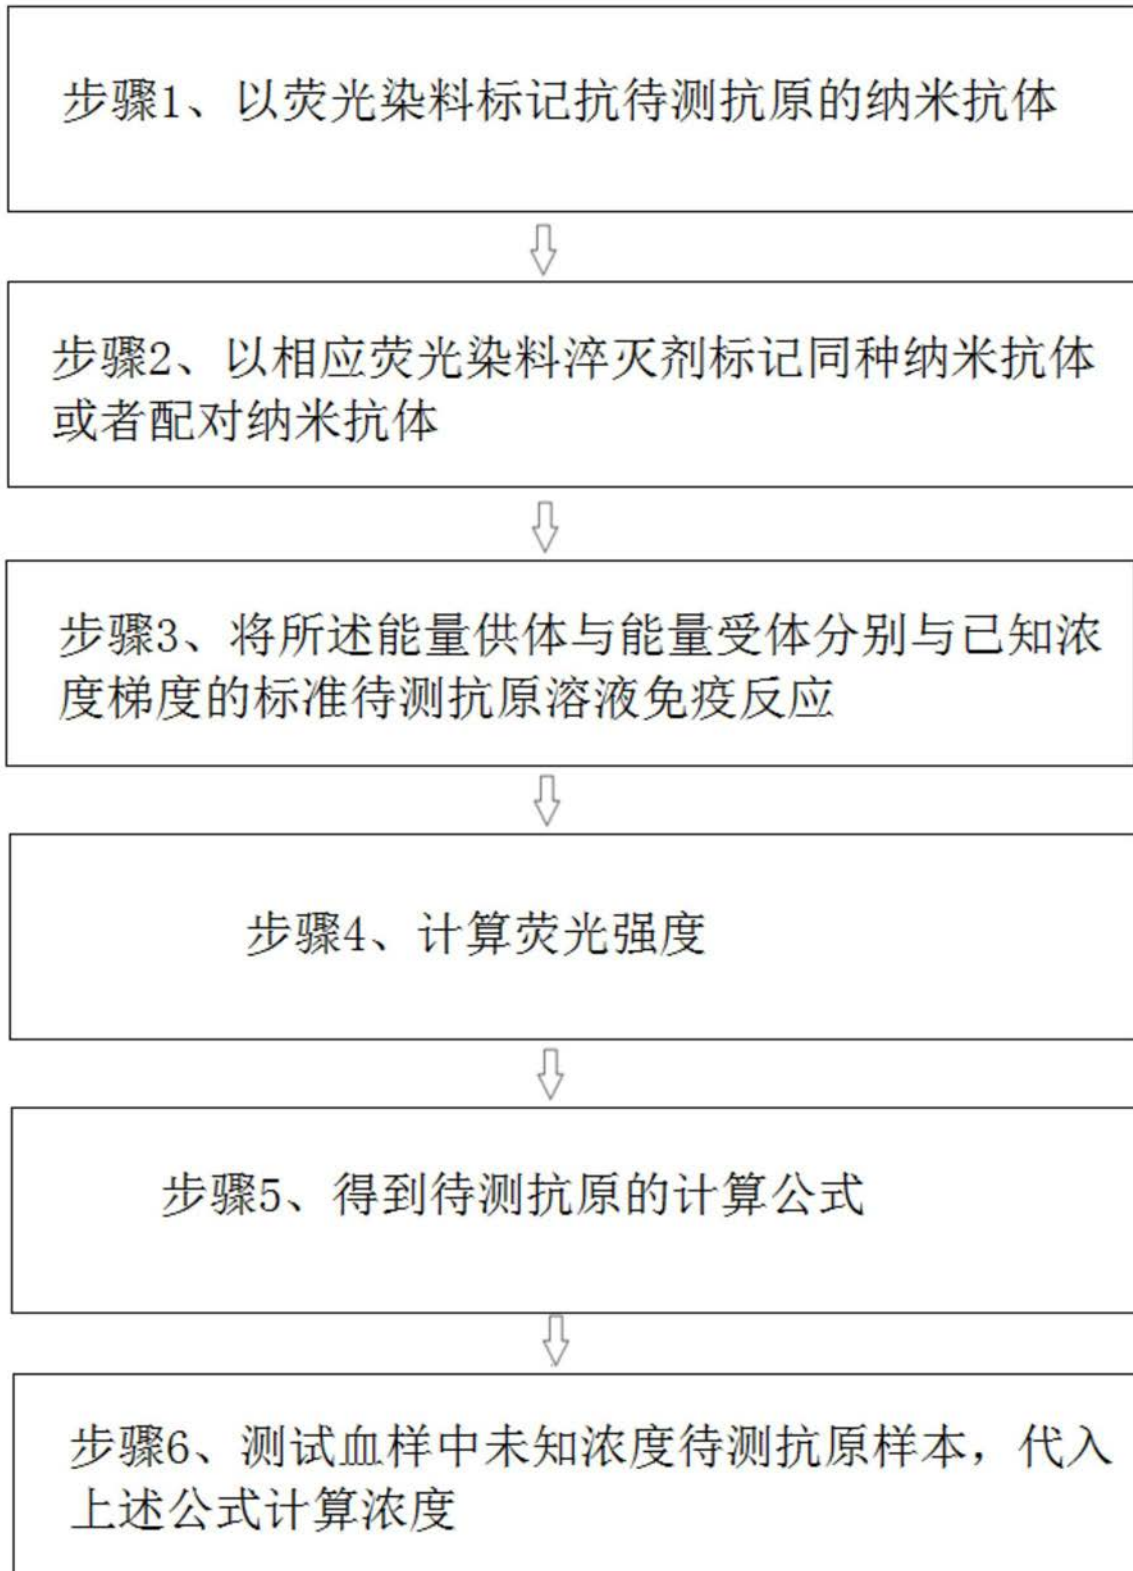 步骤1、以荧光染料标记抗待测抗原的纳米抗体
步骤2、以相应荧光染料淬灭剂标记同种纳米抗体
或者配对纳米抗体
步骤3、将所述能量供体与能量受体分别与已知浓
度梯度的标准待测抗原溶液免疫反应
步骤4、计算荧光强度
步骤5、得到待测抗原的计算公式
步骤6、测试血样中未知浓度待测抗原样本，代入
上述公式计算浓度